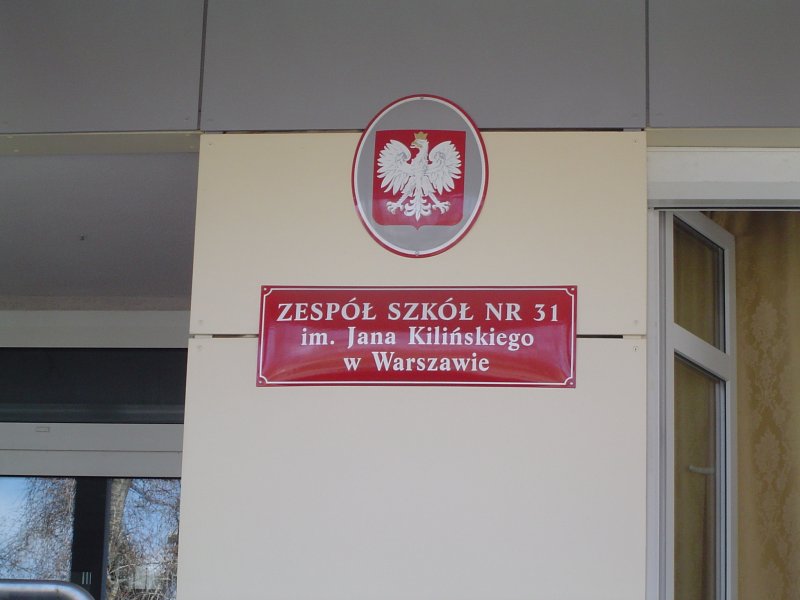 ZESPÓŁ SZKÓŁ NR 31
im. Jana Kilińskiego
w Warszawie